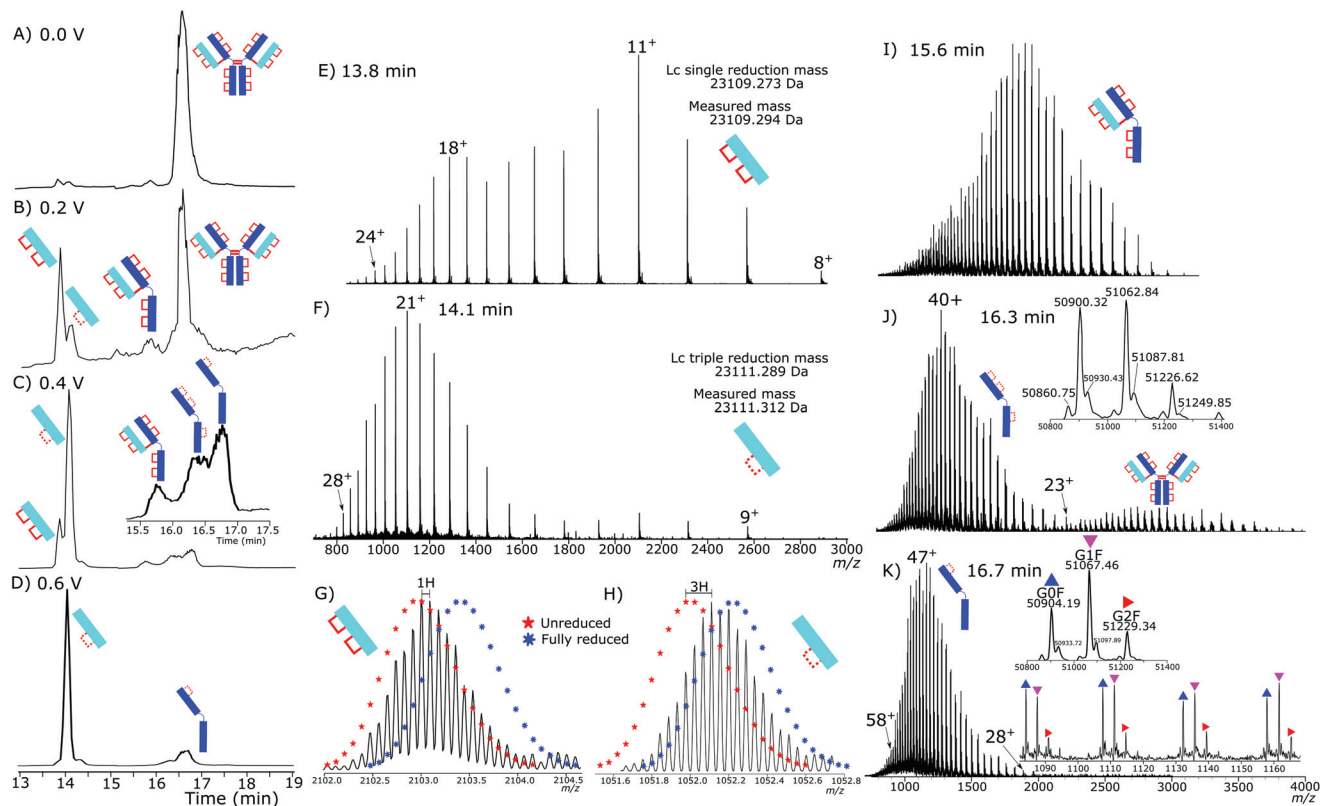 A) 0.0 V
B) 0.2 V
C) 0.4 V
15.5 16.0 16.5 17.0 17.5
Time (min)
D) 0.6 V
13 14 15 16 17 18 19
Time (min)
E) 13.8 min
11+
Lc single reduction mass
23109.273 Da
Measured mass
23109.294 Da
18+
24+
8+
F)
21+
14.1 min
Lc triple reduction mass
23111.289 Da
Measured mass
23111.312 Da
28+
9+
800 1000 1200 1400 1600 1800 2000 2200 2400 2600 2800 3000
m/z
G)
1H
Unreduced
Fully reduced
2102.0 2102.5 2103.0 2103.5 2104.0 2104.5
m/z
H)
3H
1051.6 1051.8 1052.0 1052.2 1052.4 1052.6 1052.8
m/z
I) 15.6 min
J)
40+
16.3 min
51062.84
50900.32
51087.81
50930.43
50860.75
51226.62
51249.85
50800 51000 51200 51400
23+
K)
47+
16.7 min
G1F
51067.46
G0F
50904.19
G2F
51229.34
50933.72
51097.89
50800 51000 51200 51400
58+
28+
1090 1100 1110 1120 1130 1140 1150 1160
1000 1500 2000 2500 3000 3500 4000
m/z